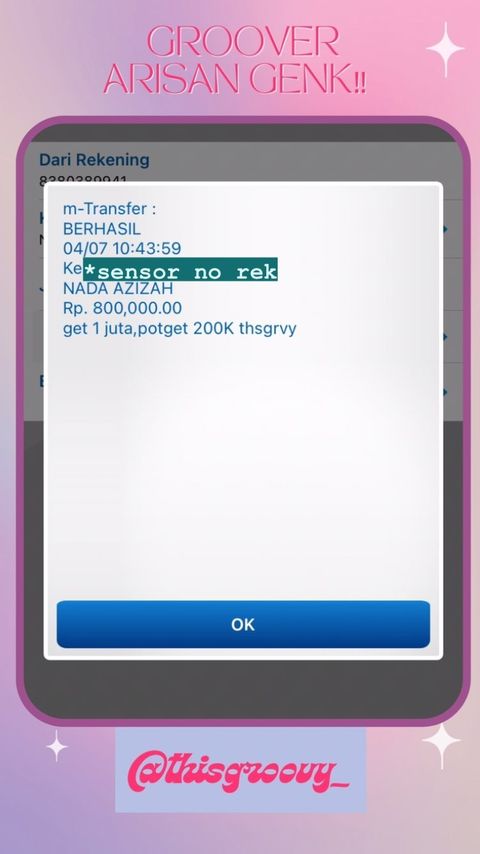 GROOVER
ARISAN GENK!!
Dari Rekening
8380389941
m-Transfer :
BERHASIL
04/07 10:43:59
Ke *sensor no rek
NADA AZIZAH
Rp. 800,000.00
get 1 juta,potget 200K thsgrvy
OK
@thisgroovy_